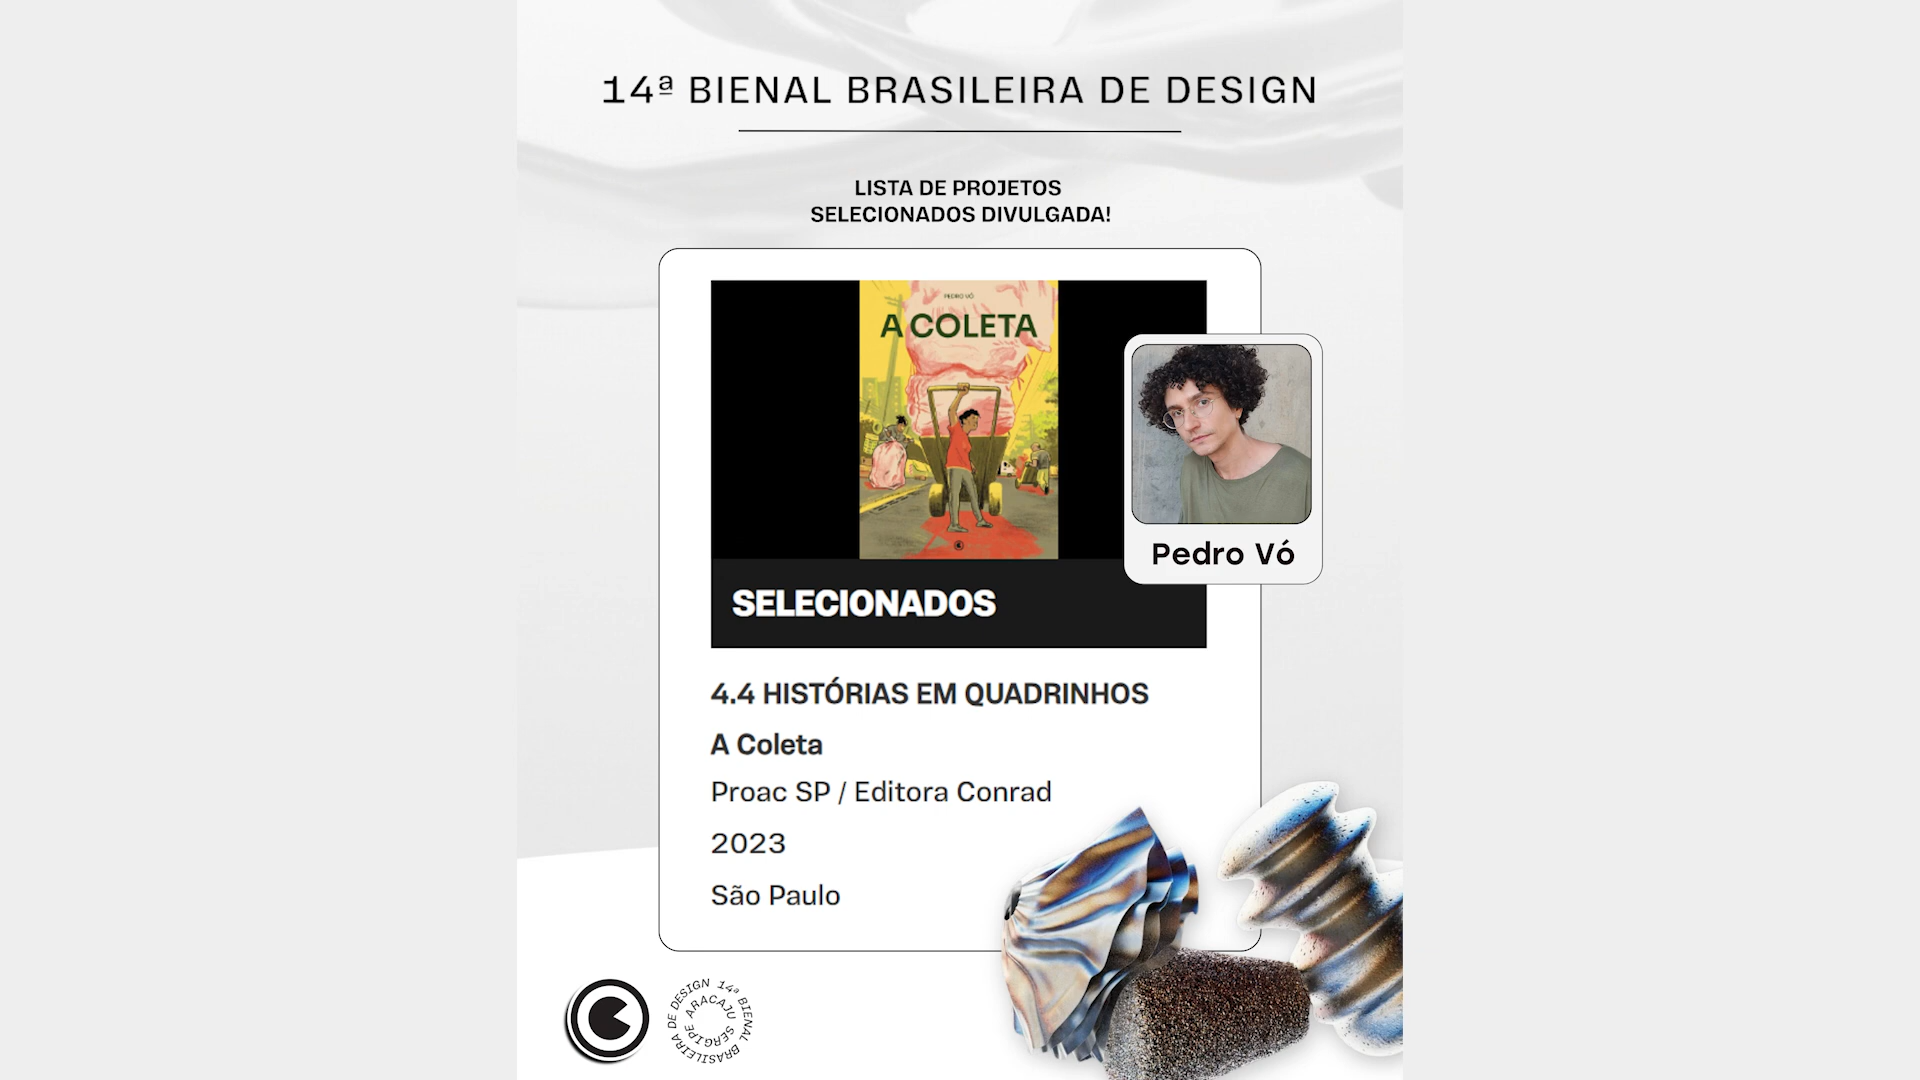 14ª BIENAL BRASILEIRA DE DESIGN
LISTA DE PROJETOS
SELECIONADOS DIVULGADA!
PEDRO VÓ
A COLETA
Pedro Vó
SELECIONADOS
4.4 HISTÓRIAS EM QUADRINHOS
A Coleta
Proac SP / Editora Conrad
2023
São Paulo
14ª BIENAL BRASILEIRA DE DESIGN
ARACAJU SERGIPE